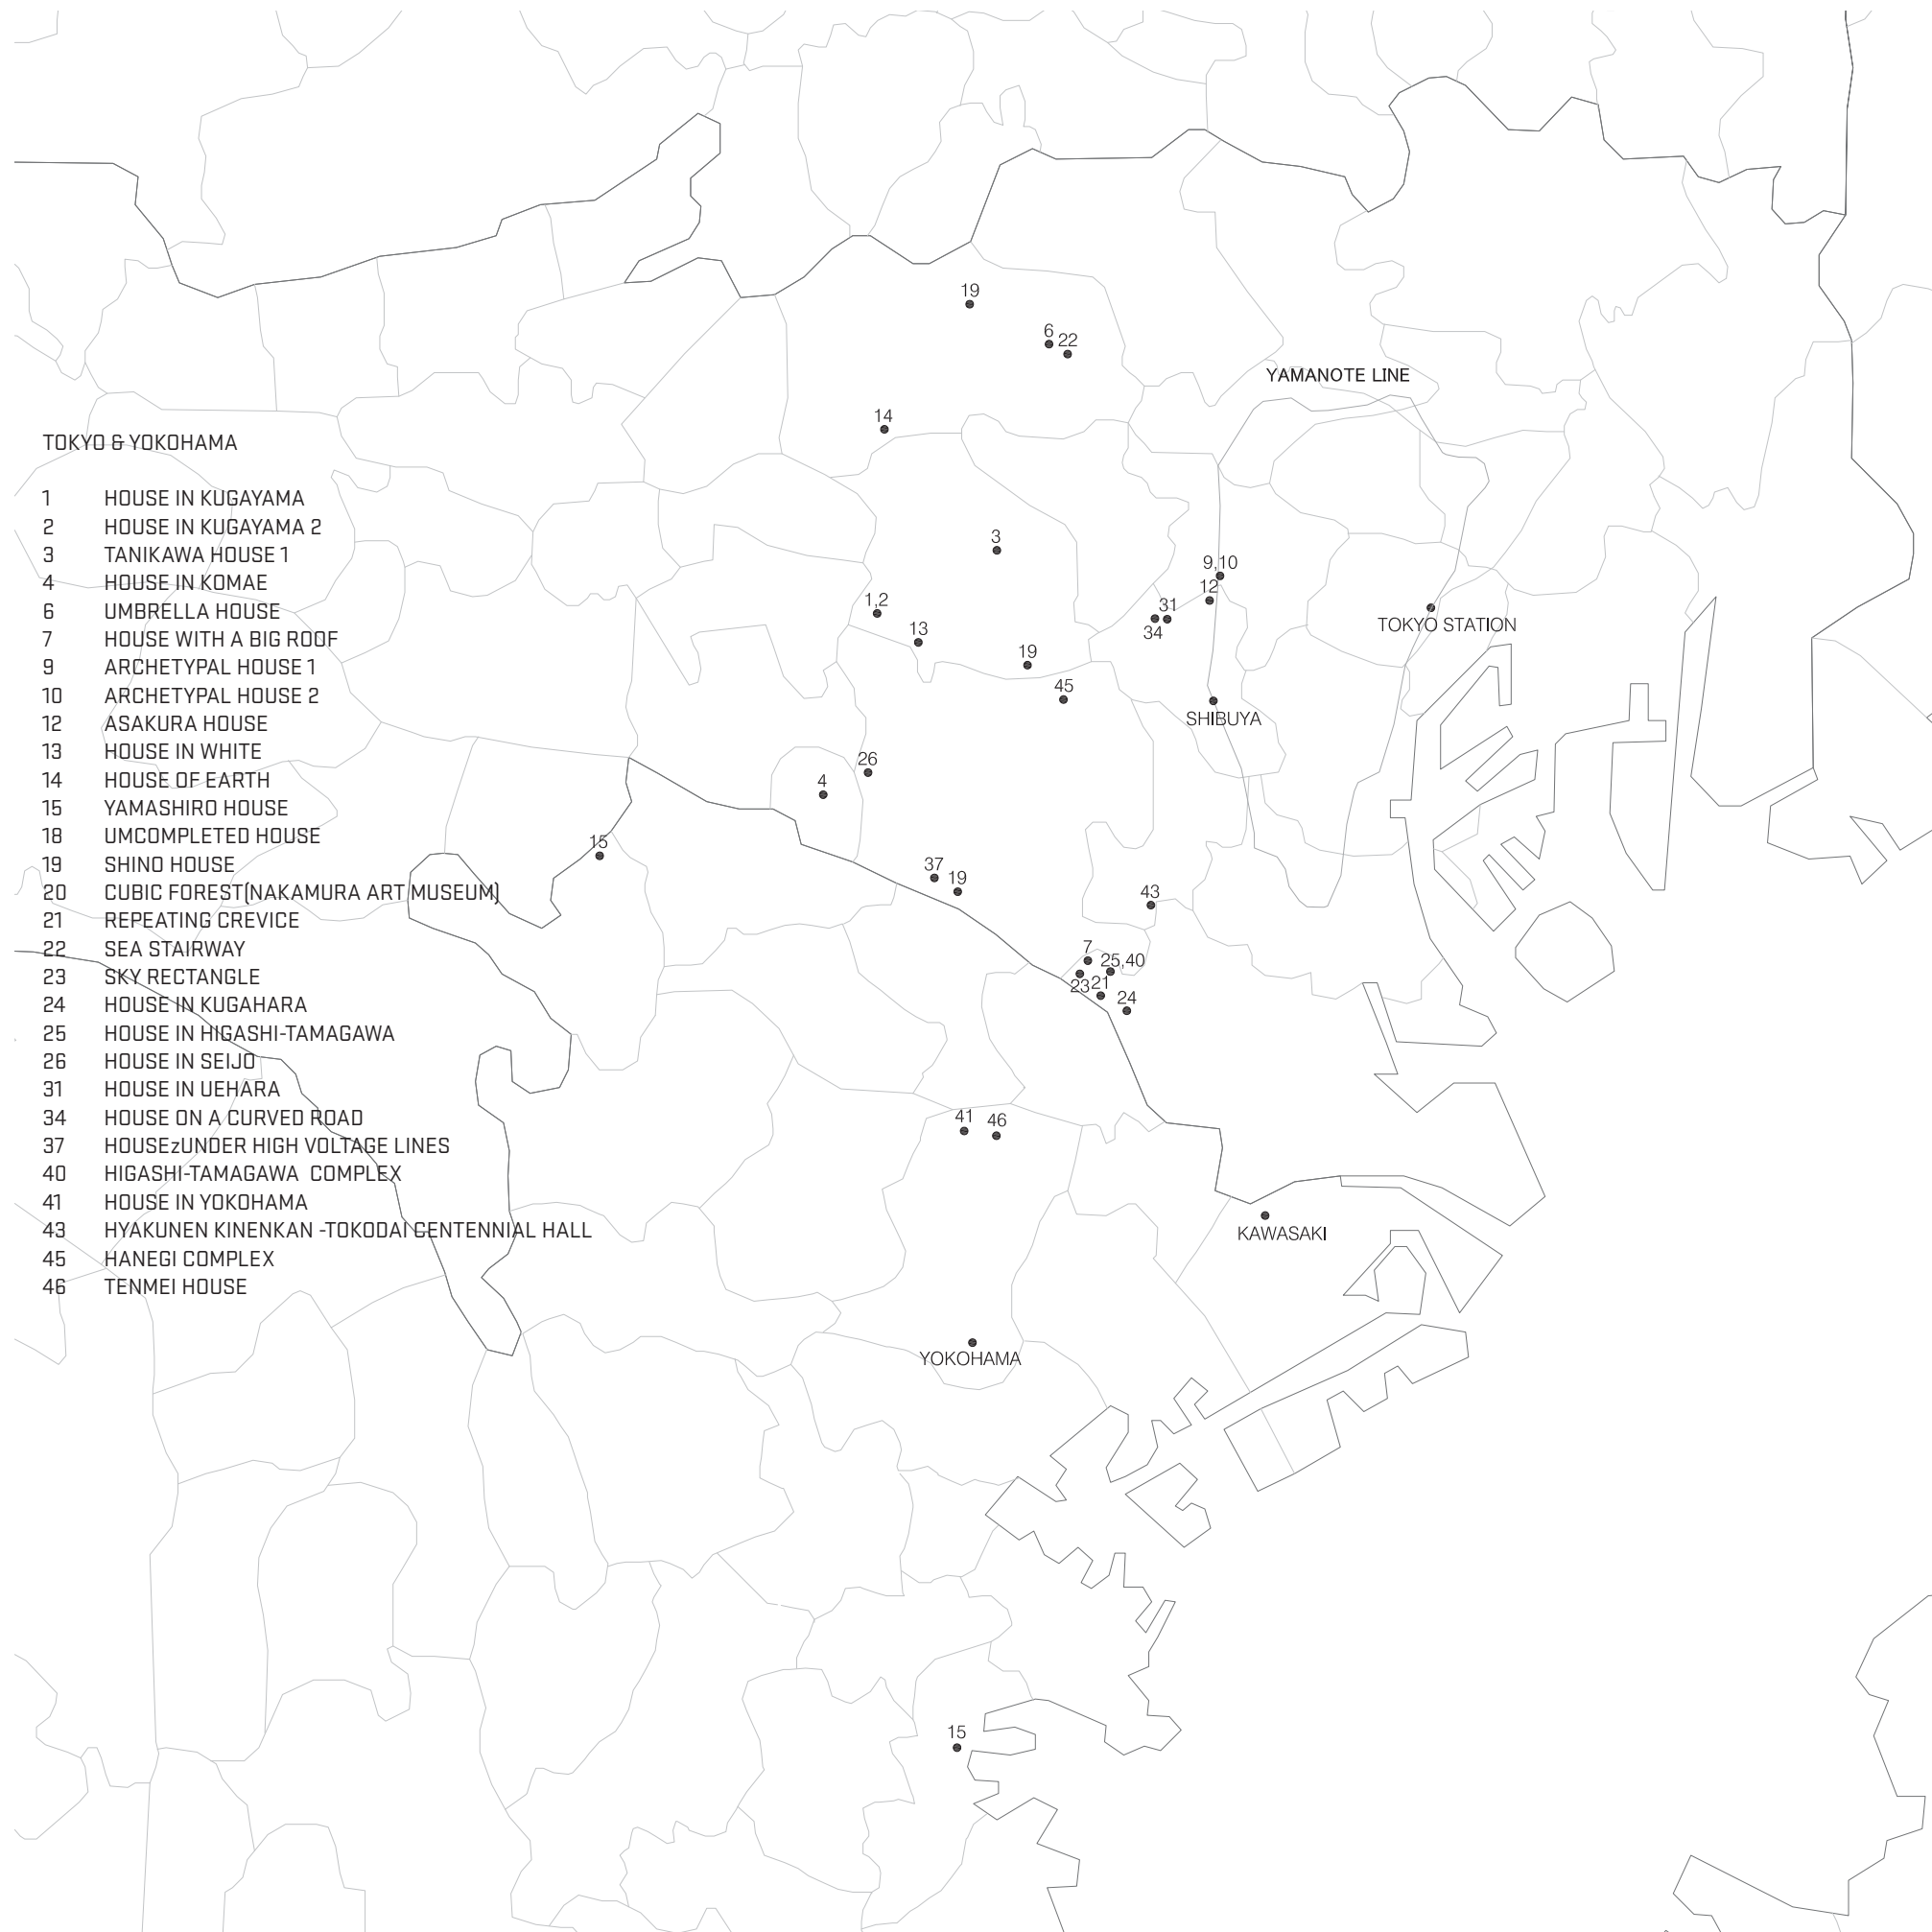 19
6
22
YAMANOTE LINE
14
TOKYO & YOKOHAMA
1 HOUSE IN KUGAYAMA
2 HOUSE IN KUGAYAMA 2
3 TANIKAWA HOUSE 1
4 HOUSE IN KOMAE
6 UMBRELLA HOUSE
7 HOUSE WITH A BIG ROOF
9 ARCHETYPAL HOUSE 1
10 ARCHETYPAL HOUSE 2
12 ASAKURA HOUSE
13 HOUSE IN WHITE
14 HOUSE OF EARTH
15 YAMASHIRO HOUSE
18 UMCOMPLETED HOUSE
19 SHINO HOUSE
20 CUBIC FOREST(NAKAMURA ART MUSEUM)
21 REPEATING CREVICE
22 SEA STAIRWAY
23 SKY RECTANGLE
24 HOUSE IN KUGAHARA
25 HOUSE IN HIGASHI-TAMAGAWA
26 HOUSE IN SEIJO
31 HOUSE IN UEHARA
34 HOUSE ON A CURVED ROAD
37 HOUSEzUNDER HIGH VOLTAGE LINES
40 HIGASHI-TAMAGAWA COMPLEX
41 HOUSE IN YOKOHAMA
43 HYAKUNEN KINENKAN -TOKODAI CENTENNIAL HALL
45 HANEGI COMPLEX
46 TENMEI HOUSE
3
9,10
12
1,2
31
34
13
TOKYO STATION
19
45
SHIBUYA
26
4
15
37
19
43
7
25,40
23
21
24
41
46
KAWASAKI
YOKOHAMA
15